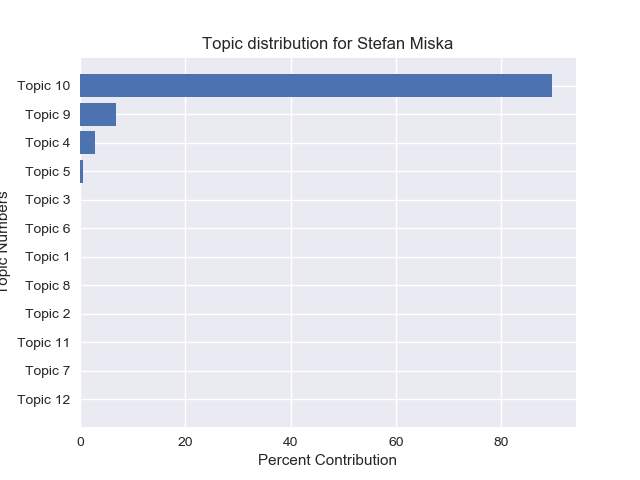 Topic distribution for Stefan Miska
Topic 10
Topic 9
Topic 4
Topic 5
Topic 3
Topic 6
Topic 1
Topic 8
Topic 2
Topic 11
Topic 7
Topic 12
Topic Numbers
0 20 40 60 80
Percent Contribution